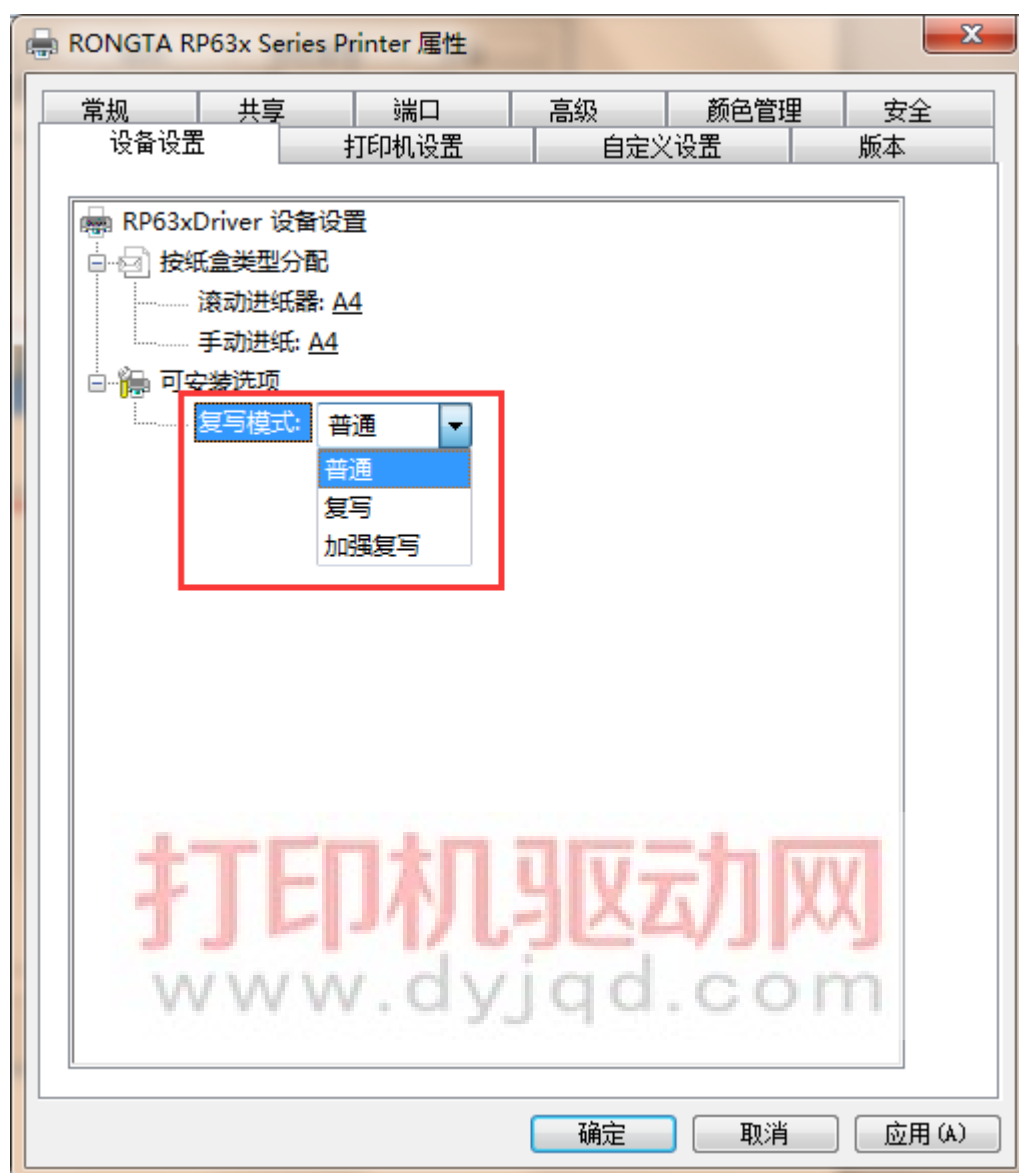 RONGTA RP63x Series Printer 属性
常规 共享 端口 高级 颜色管理 安全
设备设置 打印机设置 自定义设置 版本
RP63xDriver 设备设置
按纸盒类型分配
滚动进纸器: A4
手动进纸: A4
可安装选项
复写模式: 普通
普通
复写
加强复写
打印机驱动网
www.dyjqd.com
确定 取消 应用(A)